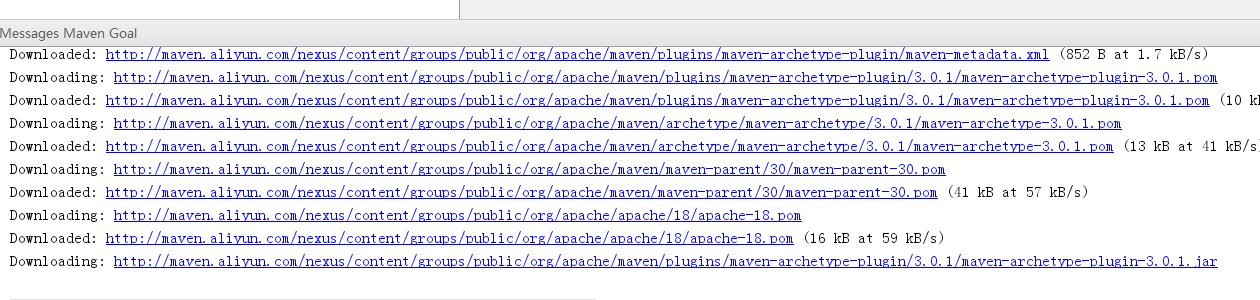 Messages Maven Goal
Downloaded: http://maven.aliyun.com/nexus/content/groups/public/org/apache/maven/plugins/maven-archetype-plugin/maven-metadata.xml (852 B at 1.7 kB/s)
Downloading: http://maven.aliyun.com/nexus/content/groups/public/org/apache/maven/plugins/maven-archetype-plugin/3.0.1/maven-archetype-plugin-3.0.1.pom
Downloaded: http://maven.aliyun.com/nexus/content/groups/public/org/apache/maven/plugins/maven-archetype-plugin/3.0.1/maven-archetype-plugin-3.0.1.pom (10 k
Downloading: http://maven.aliyun.com/nexus/content/groups/public/org/apache/maven/archetype/maven-archetype/3.0.1/maven-archetype-3.0.1.pom
Downloaded: http://maven.aliyun.com/nexus/content/groups/public/org/apache/maven/archetype/maven-archetype/3.0.1/maven-archetype-3.0.1.pom (13 kB at 41 kB/s
Downloading: http://maven.aliyun.com/nexus/content/groups/public/org/apache/maven/maven-parent/30/maven-parent-30.pom
Downloaded: http://maven.aliyun.com/nexus/content/groups/public/org/apache/maven/maven-parent/30/maven-parent-30.pom (41 kB at 57 kB/s)
Downloading: http://maven.aliyun.com/nexus/content/groups/public/org/apache/apache/18/apache-18.pom
Downloaded: http://maven.aliyun.com/nexus/content/groups/public/org/apache/apache/18/apache-18.pom (16 kB at 59 kB/s)
Downloading: http://maven.aliyun.com/nexus/content/groups/public/org/apache/maven/plugins/maven-archetype-plugin/3.0.1/maven-archetype-plugin-3.0.1.jar